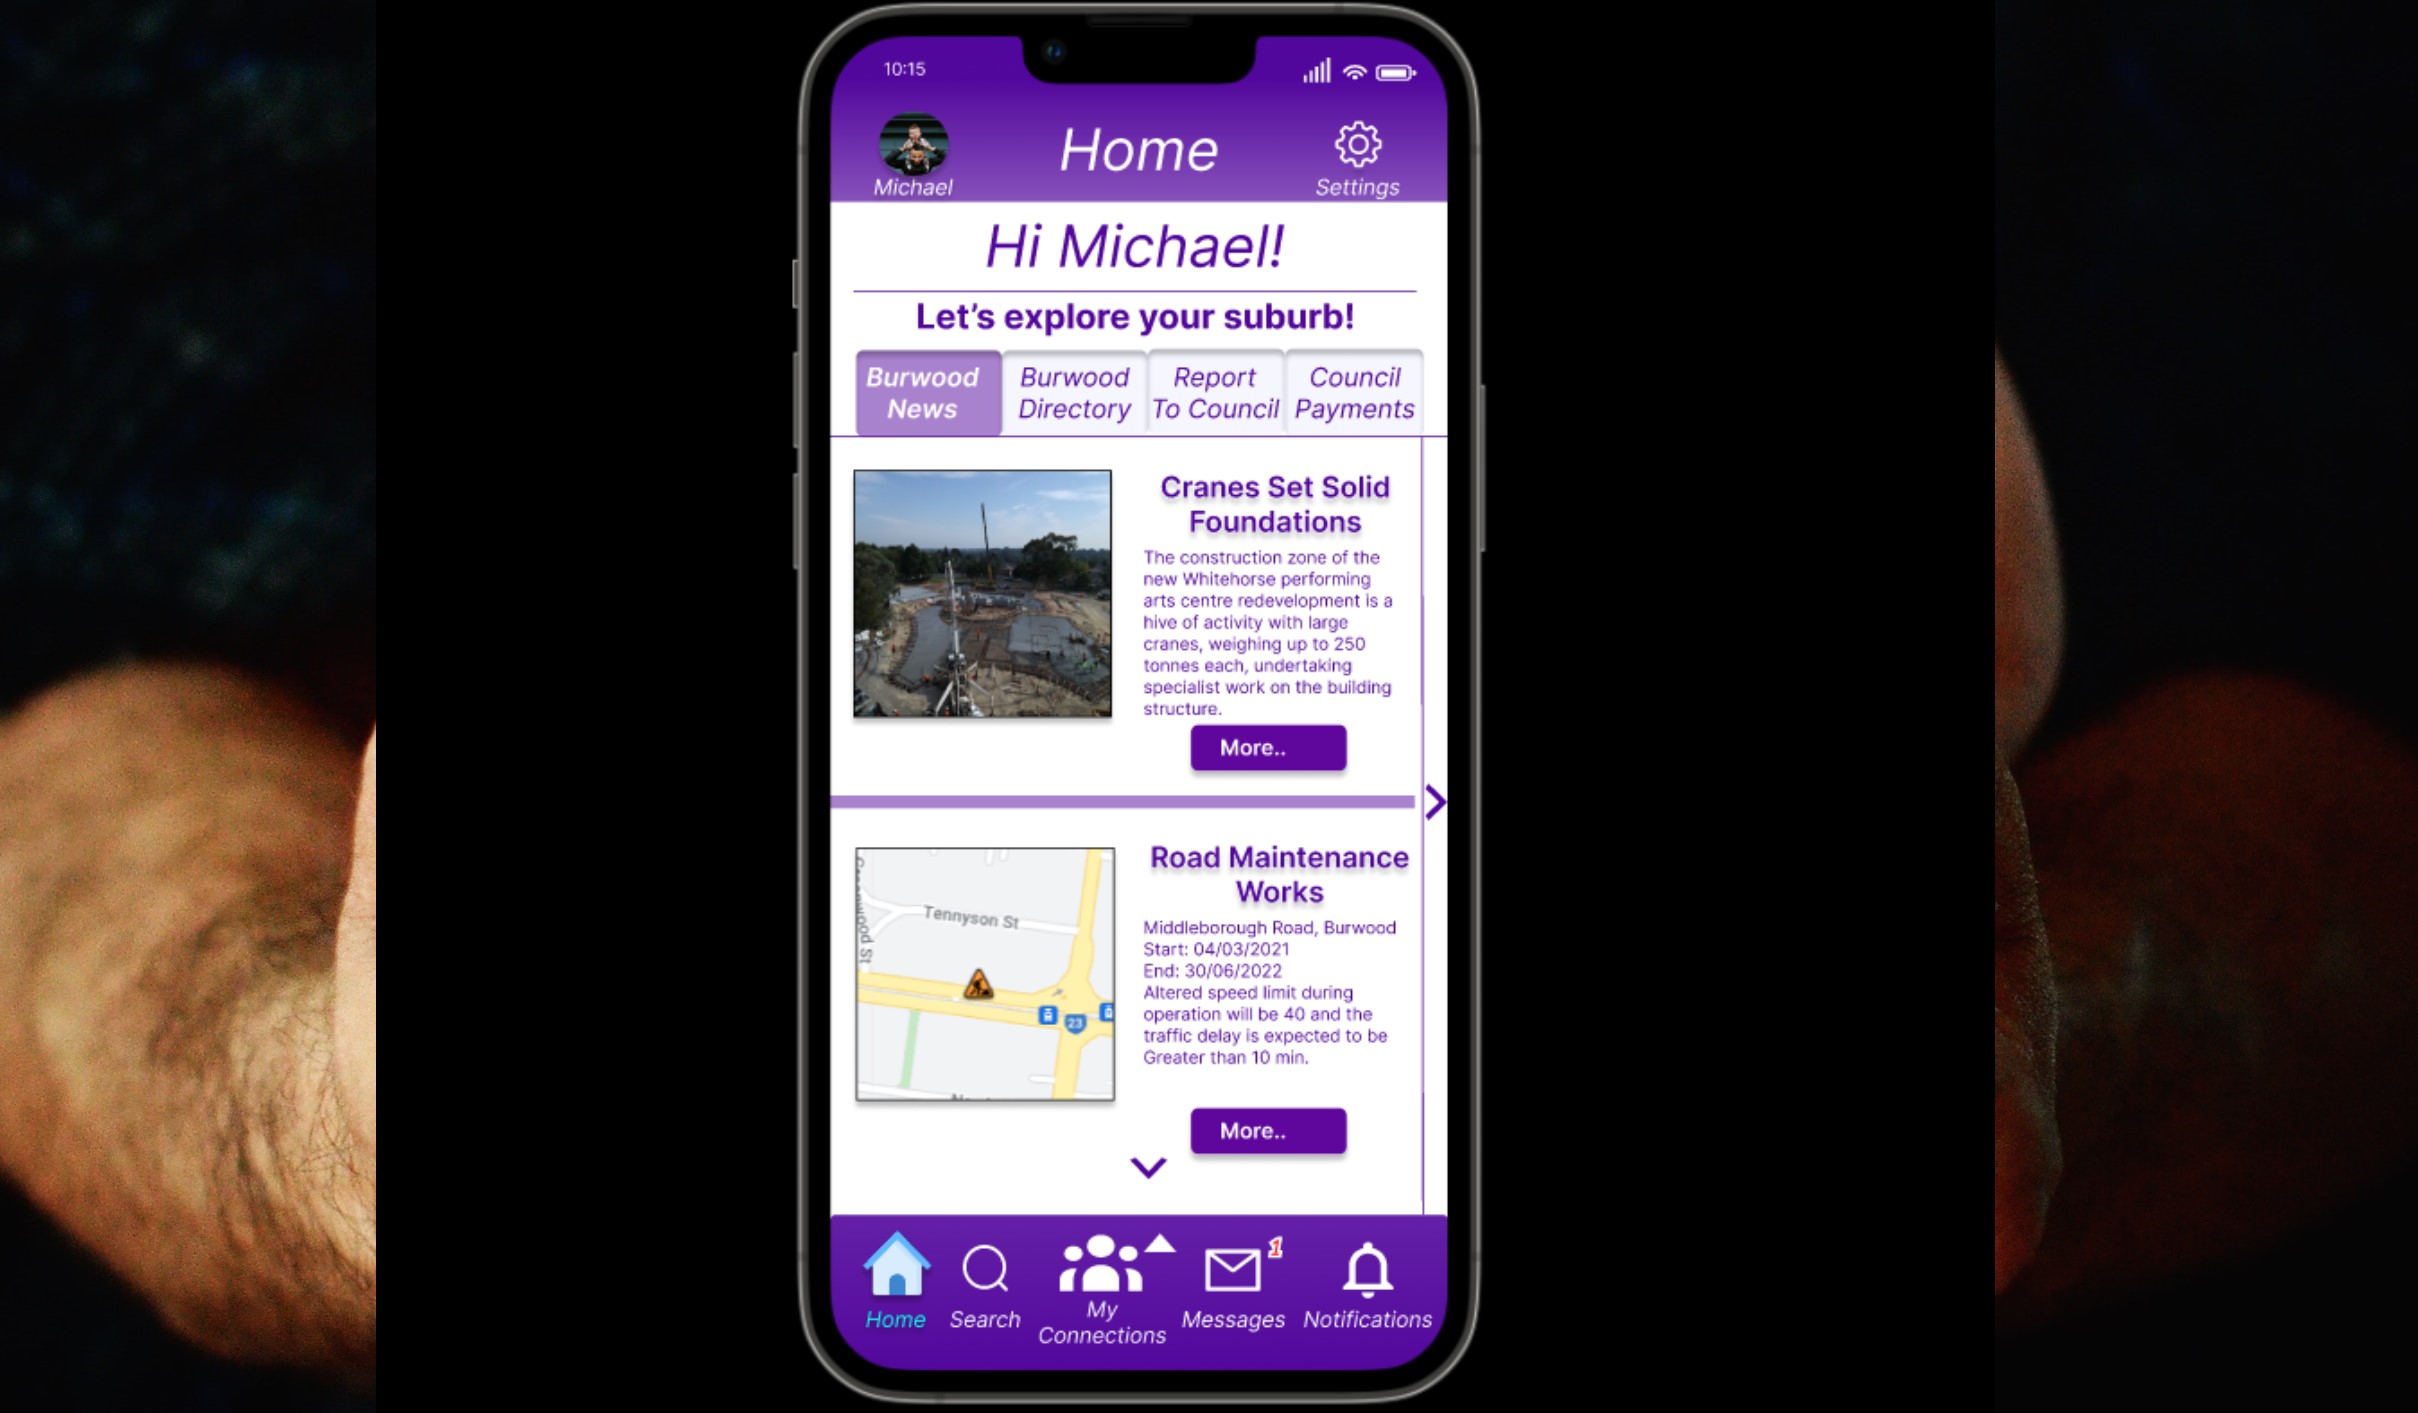 10:15
Michael
Home
Settings
Hi Michael!
Let's explore your suburb!
Burwood
News
Burwood
Directory
Report
To Council
Council
Payments
Cranes Set Solid
Foundations
The construction zone of the
new Whitehorse performing
arts centre redevelopment is a
hive of activity with large
cranes, weighing up to 250
tonnes each, undertaking
specialist work on the building
structure.
More..
Tennyson St
23
Road Maintenance
Works
Middleborough Road, Burwood
Start: 04/03/2021
End: 30/06/2022
Altered speed limit during
operation will be 40 and the
traffic delay is expected to be
Greater than 10 min.
More..
Home
Search
My
Connections
1
Messages
Notifications